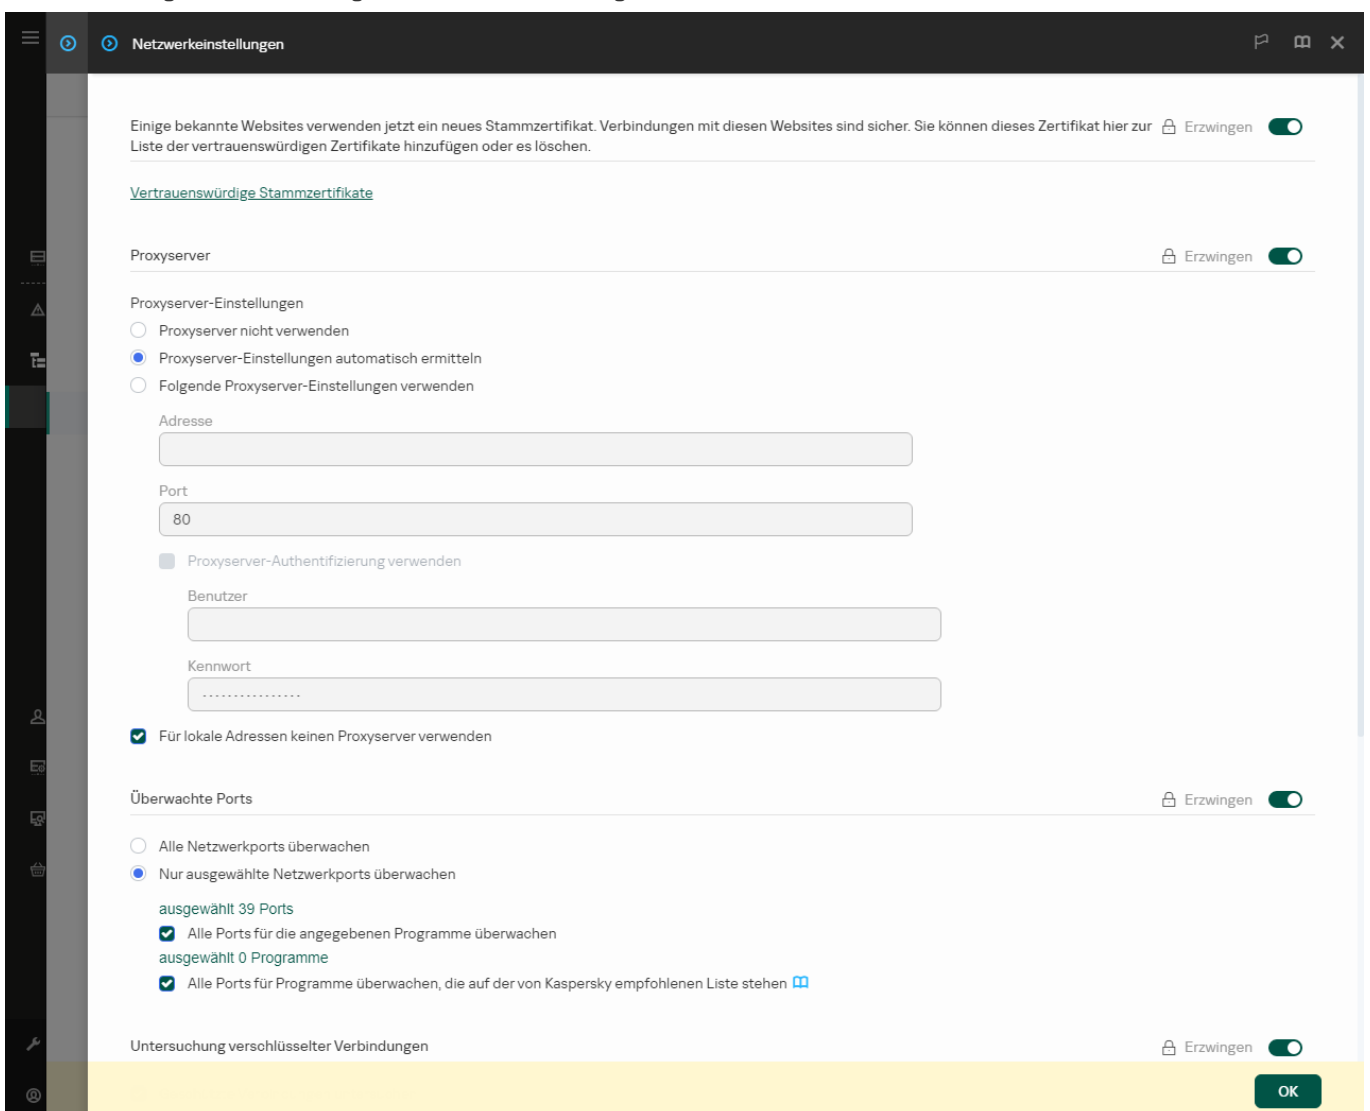 Netzwerkeinstellungen
Einige bekannte Websites verwenden jetzt ein neues Stammzertifikat. Verbindungen mit diesen Websites sind sicher. Sie können dieses Zertifikat hier zur
Liste der vertrauenswürdigen Zertifikate hinzufügen oder es löschen.
Erzwingen
Vertrauenswürdige Stammzertifikate
Proxyserver
Erzwingen
Proxyserver-Einstellungen
Proxyserver nicht verwenden
Proxyserver-Einstellungen automatisch ermitteln
Folgende Proxyserver-Einstellungen verwenden
Adresse
Port
80
Proxyserver-Authentifizierung verwenden
Benutzer
Kennwort
Für lokale Adressen keinen Proxyserver verwenden
Überwachte Ports
Erzwingen
Alle Netzwerkports überwachen
Nur ausgewählte Netzwerkports überwachen
ausgewählt 39 Ports
Alle Ports für die angegebenen Programme überwachen
ausgewählt 0 Programme
Alle Ports für Programme überwachen, die auf der von Kaspersky empfohlenen Liste stehen
Untersuchung verschlüsselter Verbindungen
Erzwingen
OK